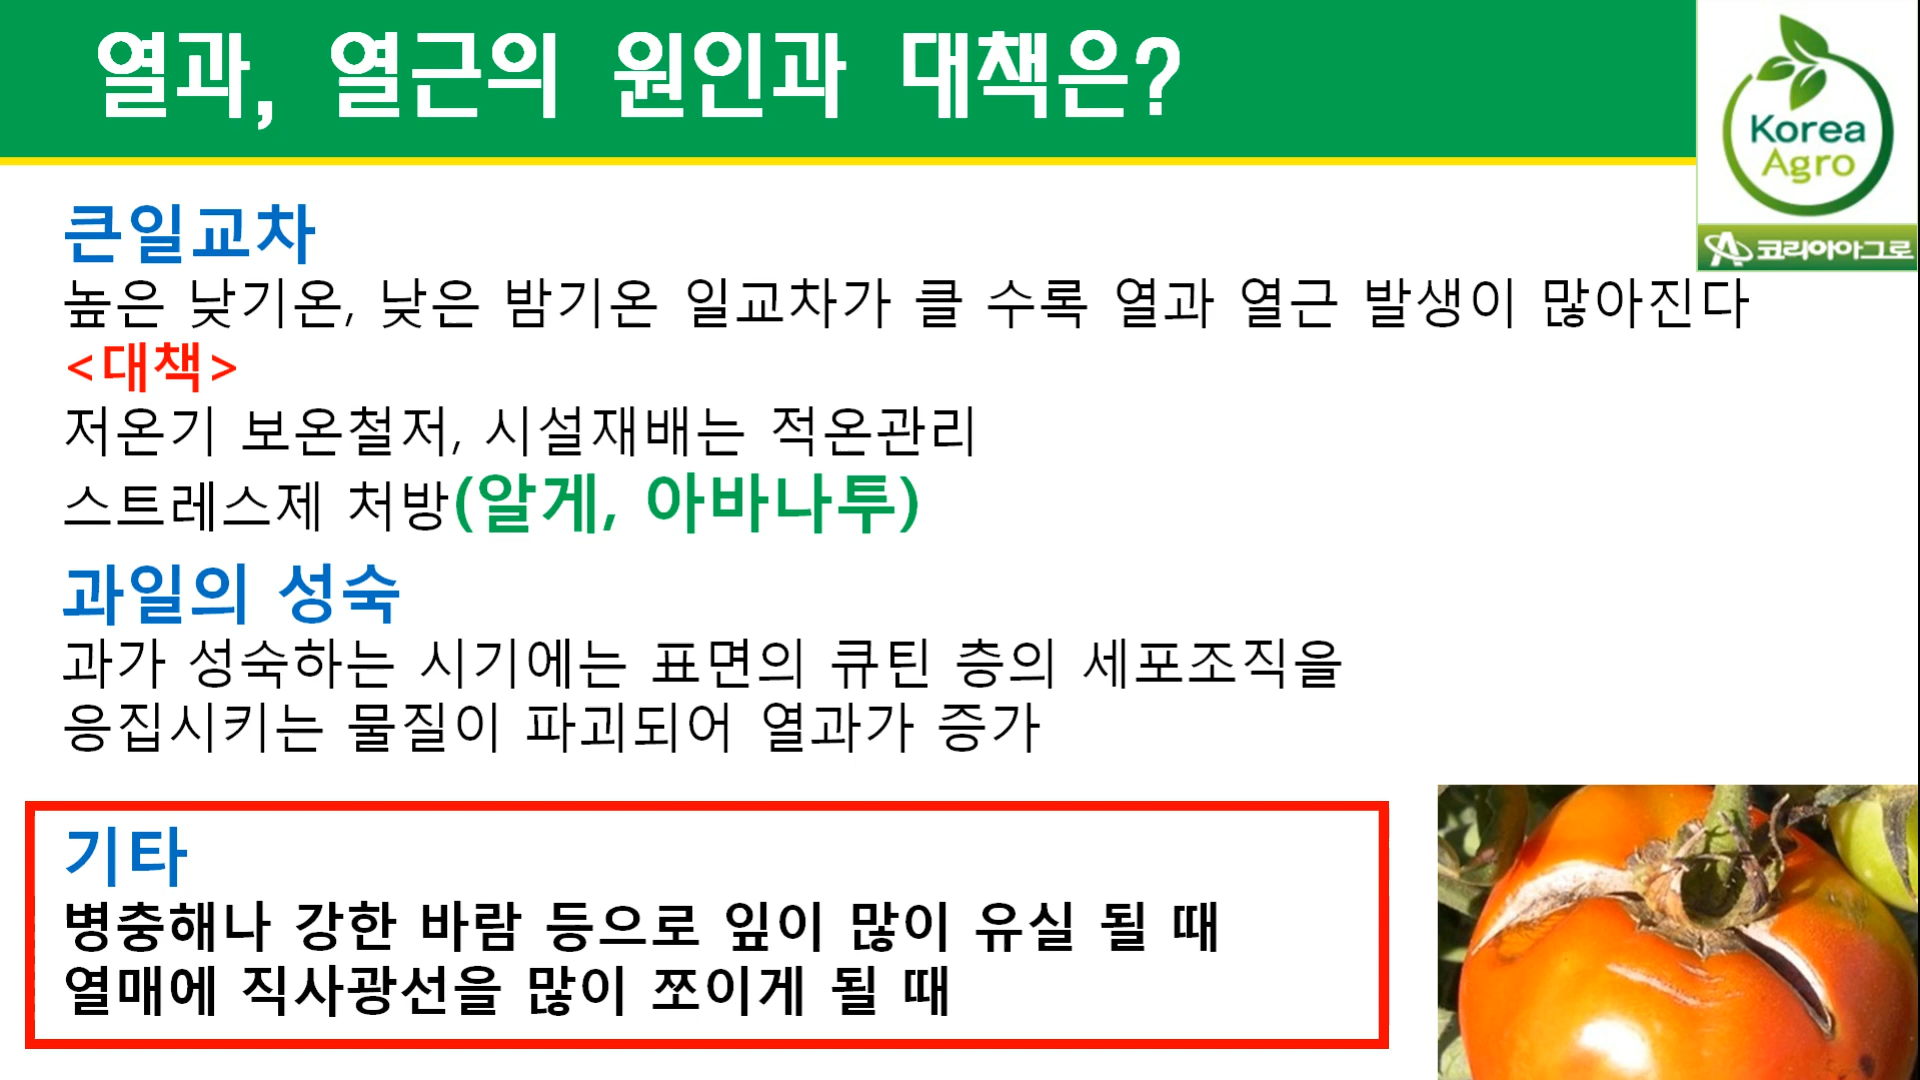 열과, 열근의 원인과 대책은?
Korea
Agro
코리아아그로
큰일교차
높은 낮기온, 낮은 밤기온 일교차가 클 수록 열과 열근 발생이 많아진다
<대책>
저온기 보온철저, 시설재배는 적온관리
스트레스제 처방(알게, 아바나투)
과일의 성숙
과가 성숙하는 시기에는 표면의 큐틴 층의 세포조직을
응집시키는 물질이 파괴되어 열과가 증가
기타
병충해나 강한 바람 등으로 잎이 많이 유실 될 때
열매에 직사광선을 많이 쪼이게 될 때